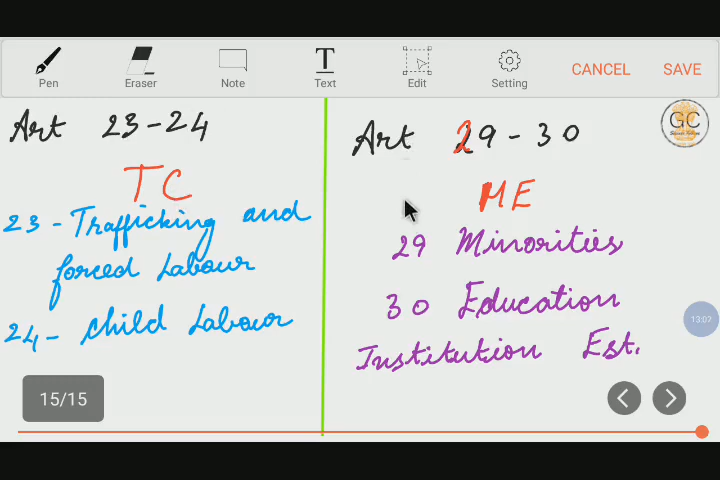 Pen
Eraser
Note
T
Text
Edit
Setting
CANCEL
SAVE
Art 23-24
TC
23 - Trafficking and
forced Labour
24 - Child Labour
Art 29-30
ME
29 Minorities
30 Education
Institution Est.
GC
13:07
15/15